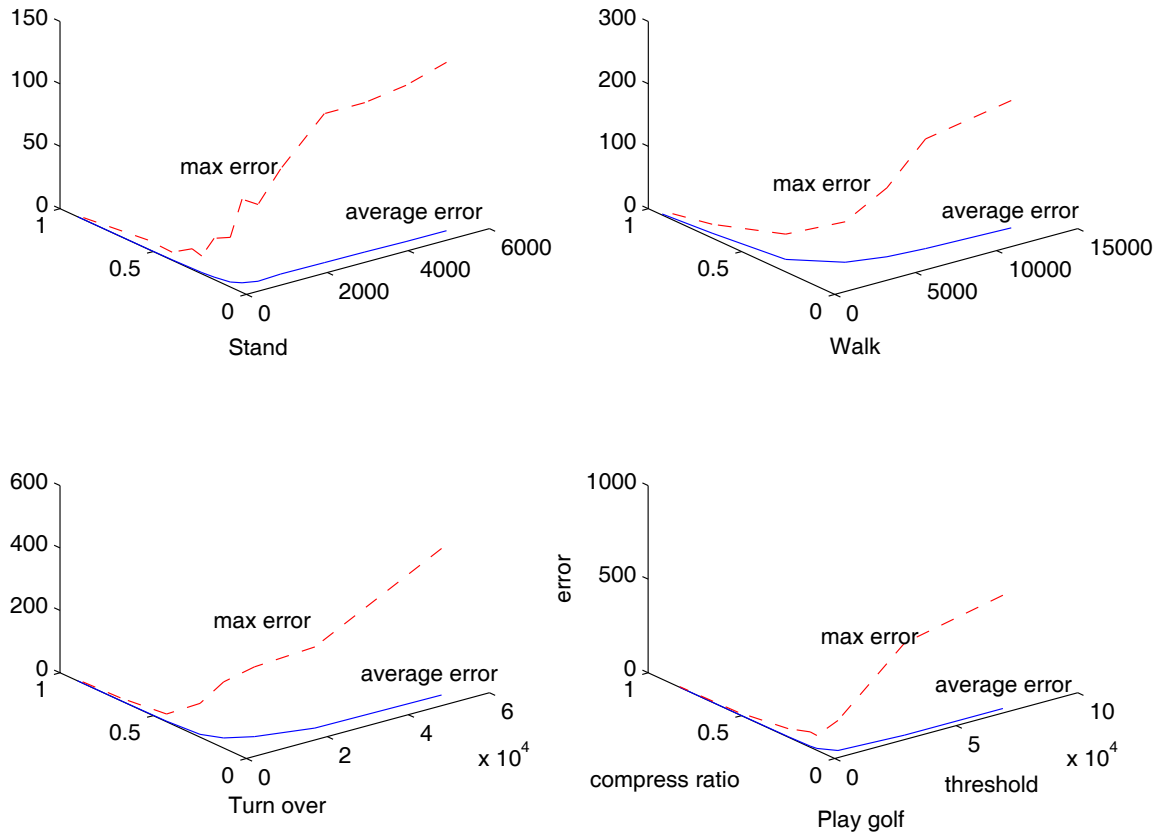 150
100
50
0
1
0.5
0
0
2000
4000
6000
max error
average error
Stand
300
200
100
0
1
0.5
0
0
5000
10000
15000
max error
average error
Walk
600
400
200
0
1
0.5
0
0
2
4
6
x 10^4
max error
average error
Turn over
1000
500
0
1
0.5
0
0
5
10
x 10^4
error
max error
average error
compress ratio
threshold
Play golf